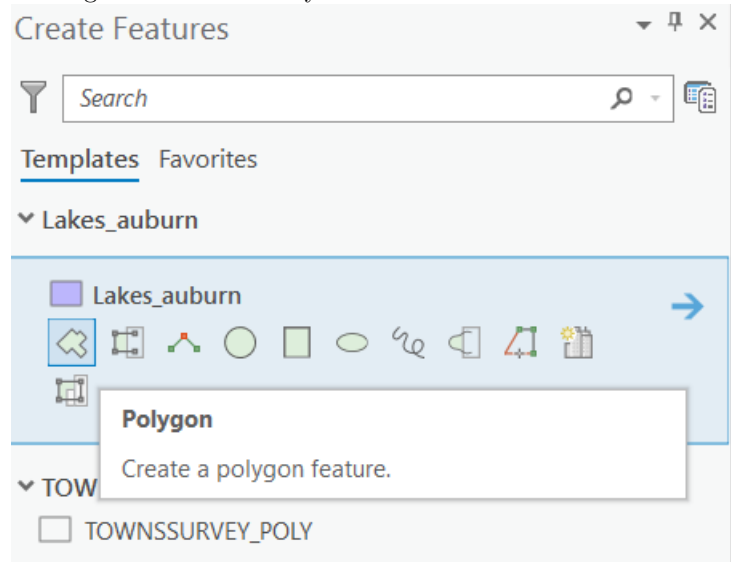 Create Features
Search
Templates Favorites
Lakes_auburn
Lakes_auburn
Polygon
Create a polygon feature.
TOW
TOWNSSURVEY_POLY